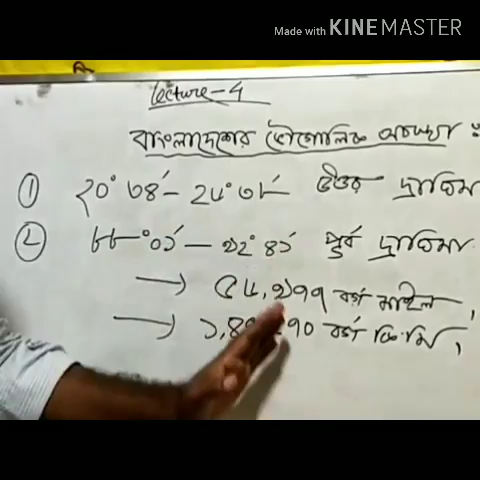 Made with KINEMASTER
Lecture-4
বাংলাদেশের ভৌগোলিক অবস্থা :
① ২০° ৩৪′ – ২৬° ৩৮′ উত্তর দ্রাঘিমা
② ৮৮° ০১′ – ৯২° ৪১′ পূর্ব দ্রাঘিমা
→ ৫৬,৯৭৭ বর্গ মাইল,
→ ১,৪৭ ৭০ বর্গ কি.মি,